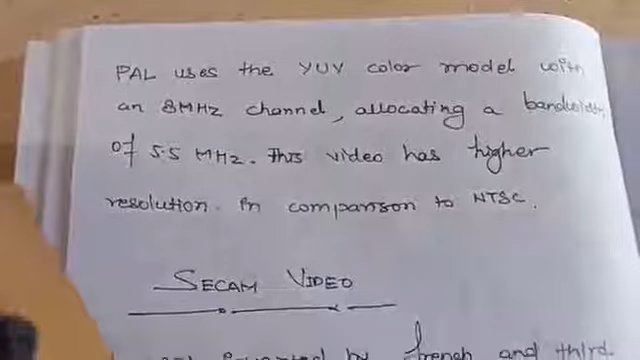 PAL uses the YUV color model with
an 8MHz channel, allocating a bandwidth
of 5.5 MHz. This video has higher
resolution. in comparison to NTSC.
SECAM VIDEO
by french and third